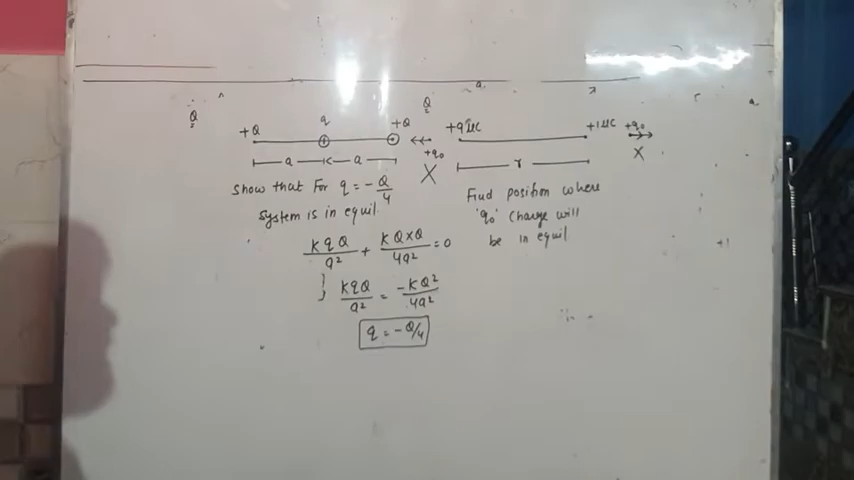 Q
q
+Q
q
+Q
a
a
Show that For q = -Q/4
System is in equil.
KqQ/a² + KQ×Q/4a² = 0
} KqQ/a² = -KQ²/4a²
q = -Q/4
Q
+9μC
+1μC
+q₀
+q₀
X
X
r
Find position where
'q₀' Charge will
be in equil